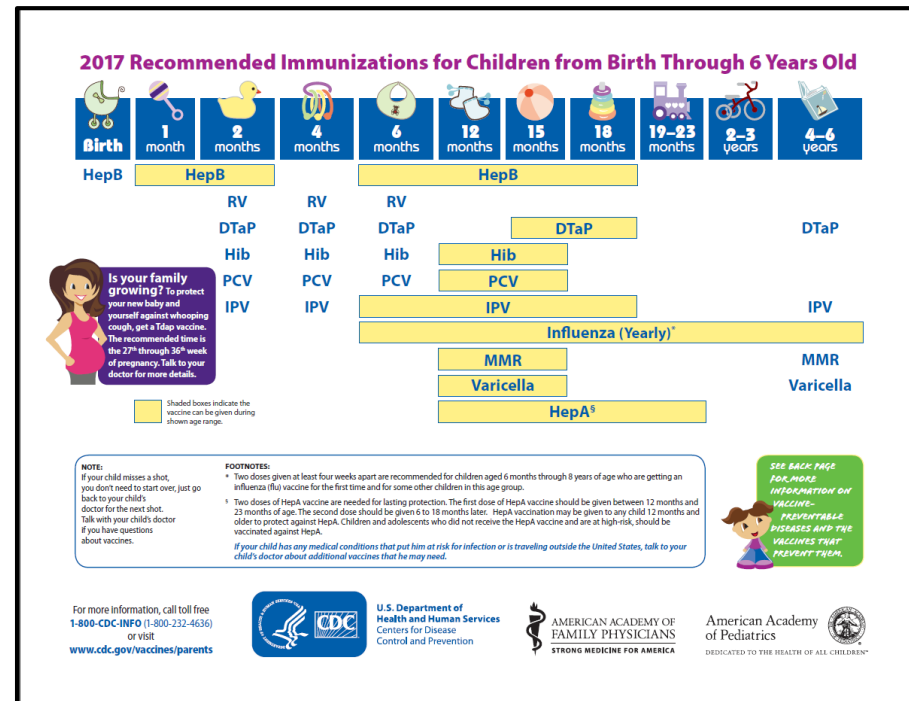 2017 Recommended Immunizations for Children from Birth Through 6 Years Old
Birth
1
month
2
months
4
months
6
months
12
months
15
months
18
months
19–23
months
2–3
years
4–6
years
HepB HepB HepB
RV RV RV
DTaP DTaP DTaP DTaP DTaP
Hib Hib Hib Hib
PCV PCV PCV PCV
IPV IPV IPV IPV
Influenza (Yearly)*
MMR MMR
Varicella Varicella
HepA§
Is your family
growing? To protect
your new baby and
yourself against whooping
cough, get a Tdap vaccine.
The recommended time is
the 27th through 36th week
of pregnancy. Talk to your
doctor for more details.
Shaded boxes indicate the
vaccine can be given during
shown age range.
NOTE:
If your child misses a shot,
you don't need to start over, just go
back to your child's
doctor for the next shot.
Talk with your child's doctor
if you have questions
about vaccines.
FOOTNOTES:
* Two doses given at least four weeks apart are recommended for children aged 6 months through 8 years of age who are getting an
influenza (flu) vaccine for the first time and for some other children in this age group.
§ Two doses of HepA vaccine are needed for lasting protection. The first dose of HepA vaccine should be given between 12 months and
23 months of age. The second dose should be given 6 to 18 months later. HepA vaccination may be given to any child 12 months and
older to protect against HepA. Children and adolescents who did not receive the HepA vaccine and are at high-risk, should be
vaccinated against HepA.
If your child has any medical conditions that put him at risk for infection or is traveling outside the United States, talk to your
child's doctor about additional vaccines that he may need.
SEE BACK PAGE
FOR MORE
INFORMATION ON
VACCINE-
PREVENTABLE
DISEASES AND THE
VACCINES THAT
PREVENT THEM.
For more information, call toll free
1-800-CDC-INFO (1-800-232-4636)
or visit
www.cdc.gov/vaccines/parents
CDC
U.S. Department of
Health and Human Services
Centers for Disease
Control and Prevention
AMERICAN ACADEMY OF
FAMILY PHYSICIANS
STRONG MEDICINE FOR AMERICA
American Academy
of Pediatrics
DEDICATED TO THE HEALTH OF ALL CHILDREN™